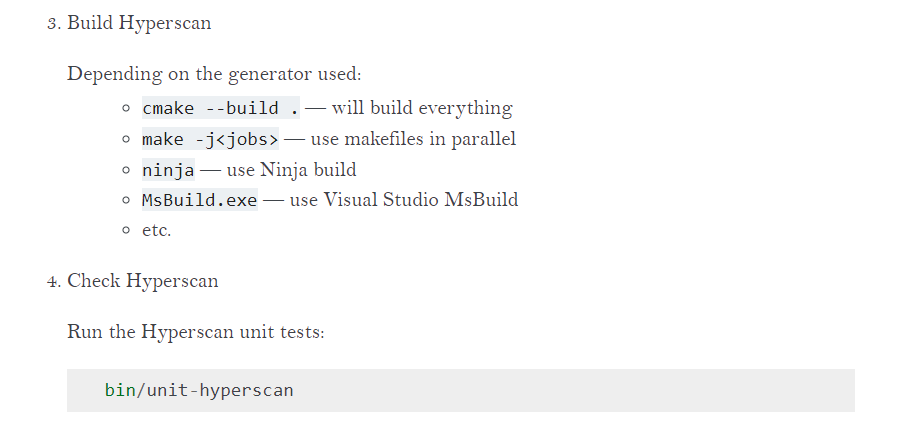 3. Build Hyperscan
Depending on the generator used:
cmake --build . — will build everything
make -j<jobs> — use makefiles in parallel
ninja — use Ninja build
MsBuild.exe — use Visual Studio MsBuild
etc.
4. Check Hyperscan
Run the Hyperscan unit tests:
bin/unit-hyperscan